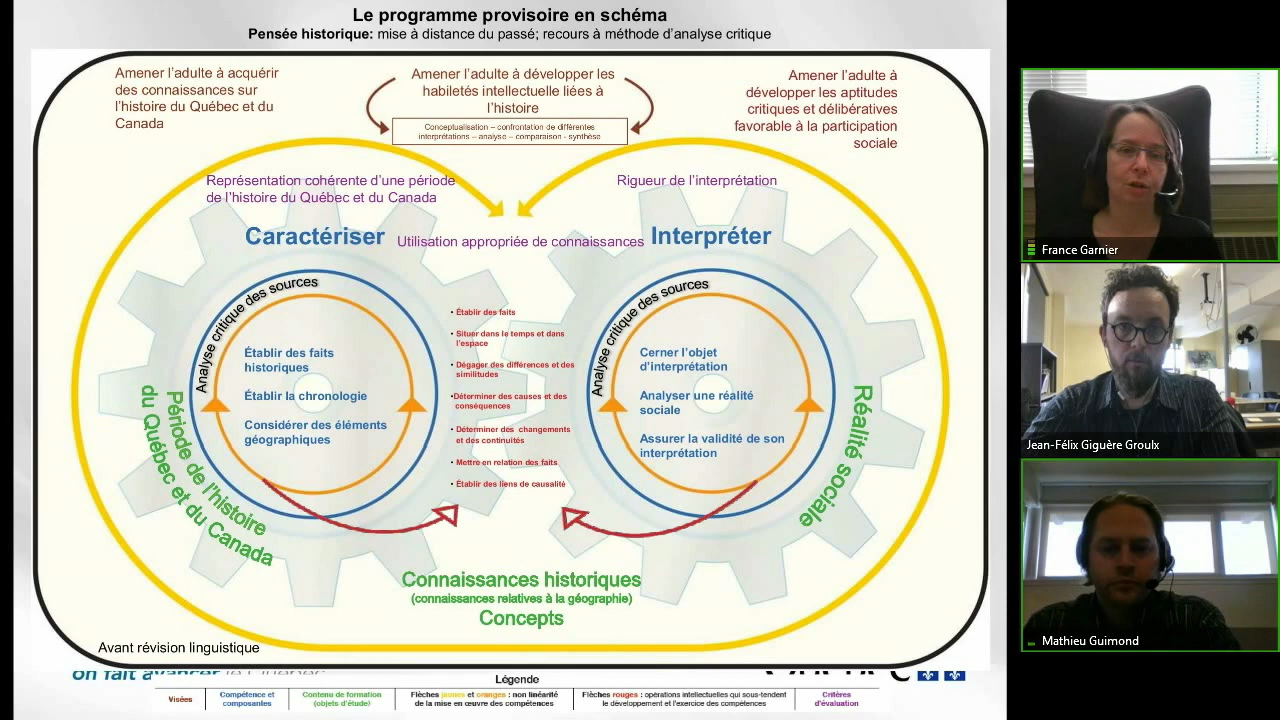 Le programme provisoire en schéma
Pensée historique: mise à distance du passé; recours à méthode d'analyse critique
Amener l'adulte à acquérir
des connaissances sur
l'histoire du Québec et du
Canada
Amener l'adulte à développer les
habiletés intellectuelle liées à
l'histoire
Conceptualisation – confrontation de différentes
interprétations – analyse – comparaison - synthèse
Amener l'adulte à
développer les aptitudes
critiques et délibératives
favorable à la participation
sociale
Représentation cohérente d'une période
de l'histoire du Québec et du Canada
Rigueur de l'interprétation
Caractériser
Utilisation appropriée de connaissances
Interpréter
Analyse critique des sources
Établir des faits
historiques
Établir la chronologie
Considérer des éléments
géographiques
• Établir des faits
• Situer dans le temps et dans
l'espace
• Dégager des différences et des
similitudes
•Déterminer des causes et des
conséquences
• Déterminer des changements
et des continuités
• Mettre en relation des faits
• Établir des liens de causalité
Analyse critique des sources
Cerner l'objet
d'interprétation
Analyser une réalité
sociale
Assurer la validité de son
interprétation
Période de l'histoire
du Québec et du Canada
Réalité sociale
Connaissances historiques
(connaissances relatives à la géographie)
Concepts
Avant révision linguistique
on fait avancer le Québec
Légende
Visées
Compétence et
composantes
Contenu de formation
(objets d'étude)
Flèches jaunes et oranges : non linéarité
de la mise en œuvre des compétences
Flèches rouges : opérations intellectuelles qui sous-tendent
le développement et l'exercice des compétences
Critères
d'évaluation
France Garnier
Jean-Félix Giguère Groulx
Mathieu Guimond